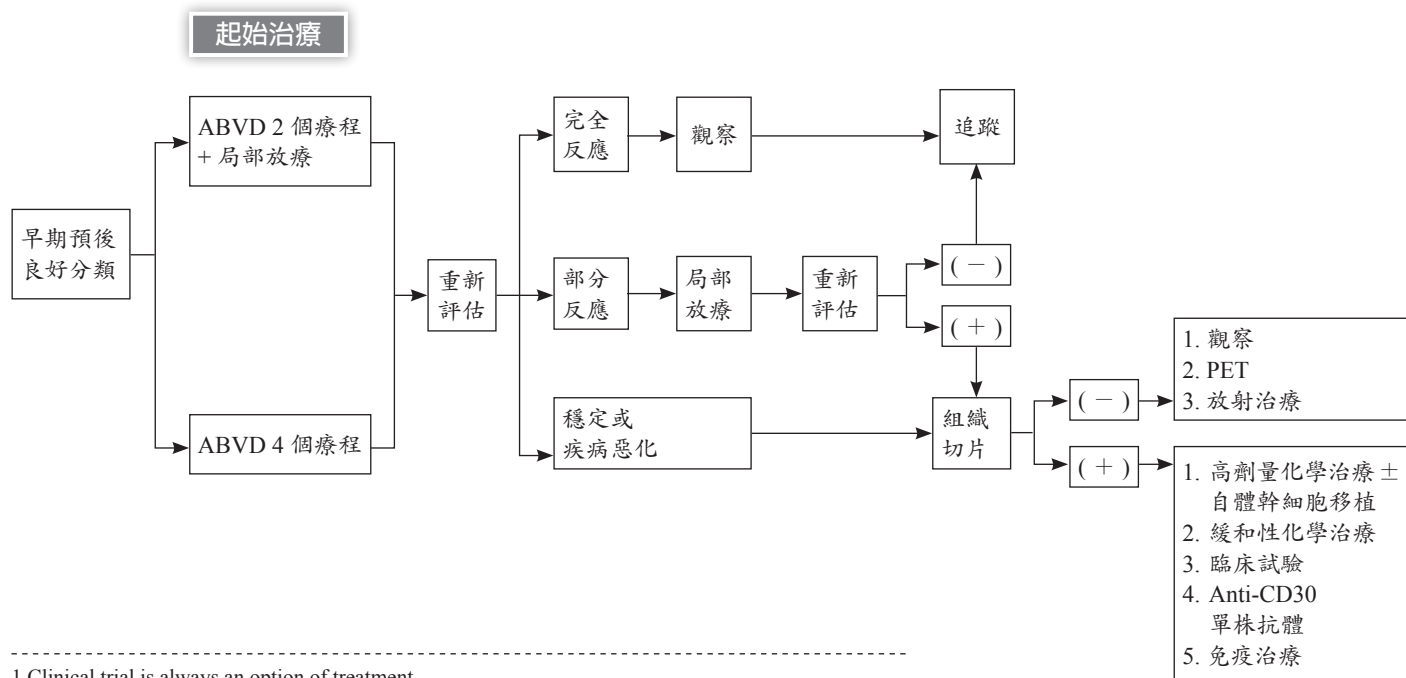 起始治療
早期預後
良好分類
ABVD 2 個療程
+ 局部放療
ABVD 4 個療程
重新
評估
完全
反應
觀察
追蹤
部分
反應
局部
放療
重新
評估
(－)
(＋)
穩定或
疾病惡化
組織
切片
(－)
(＋)
1. 觀察
2. PET
3. 放射治療
1. 高劑量化學治療 ±
自體幹細胞移植
2. 緩和性化學治療
3. 臨床試驗
4. Anti-CD30
單株抗體
5. 免疫治療
1.Clinical trial is always an option of treatment